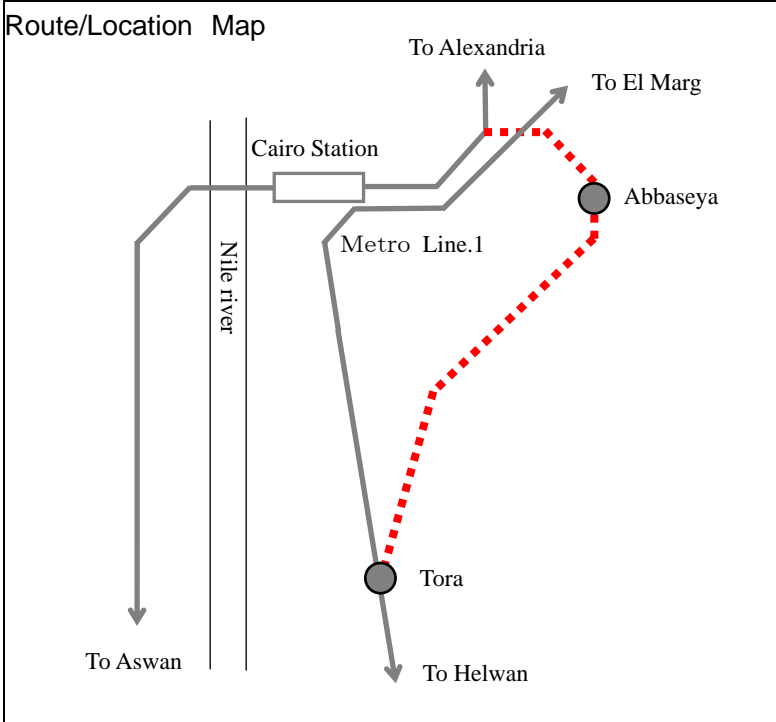 Route/Location Map
To Alexandria
To El Marg
Cairo Station
Abbaseya
Metro Line.1
Nile river
Tora
To Aswan
To Helwan